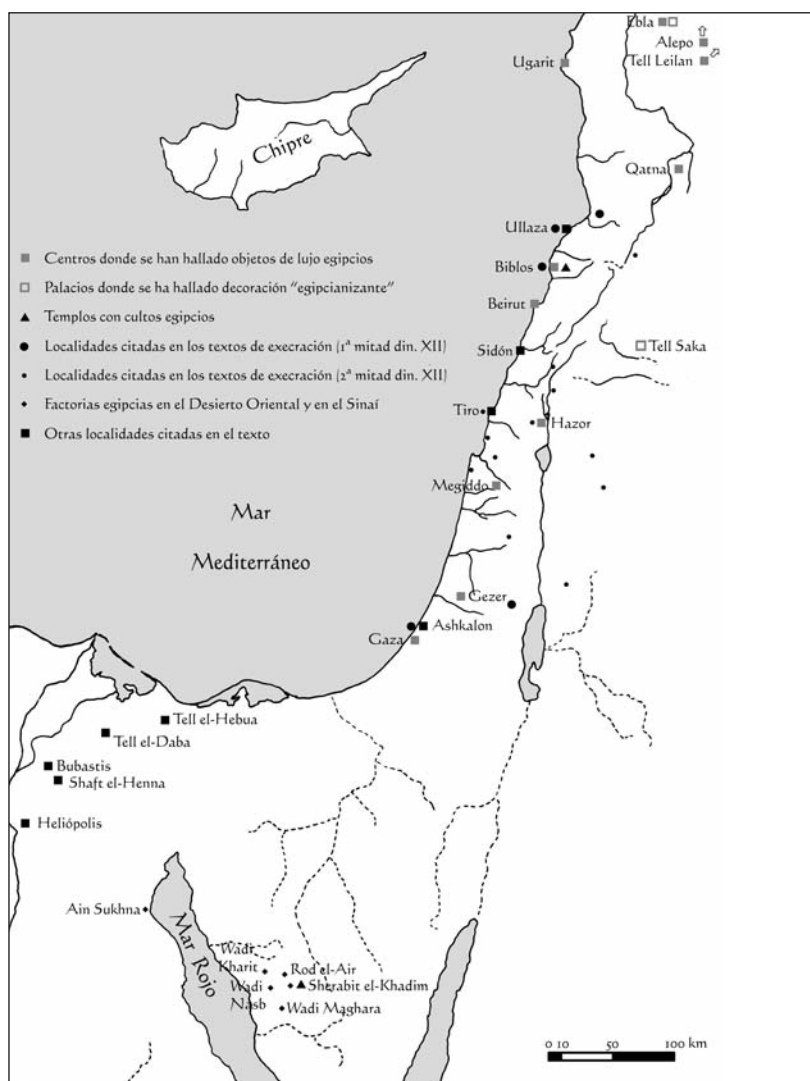 Ebla
Alepo
Tell Leilan
Ugarit
Chipre
Qatna
Ullaza
Centros donde se han hallado objetos de lujo egipcios
Biblos
Palacios donde se ha hallado decoración "egipcianizante"
Beirut
Templos con cultos egipcios
Localidades citadas en los textos de execración (1ª mitad din. XII)
Sidón
Tell Saka
Localidades citadas en los textos de execración (2ª mitad din. XII)
Factorias egipcias en el Desierto Oriental y en el Sinaí
Tiro
Hazor
Otras localidades citadas en el texto
Megiddo
Mar
Mediterráneo
Gezer
Ashkalon
Gaza
Tell el-Hebua
Tell el-Daba
Bubastis
Shaft el-Henna
Heliópolis
Ain Sukhna
Mar Rojo
Wadi
Kharit
Rod el-Air
Wadi
Nasb
Sherabit el-Khadim
Wadi Maghara
0 10 50 100 km